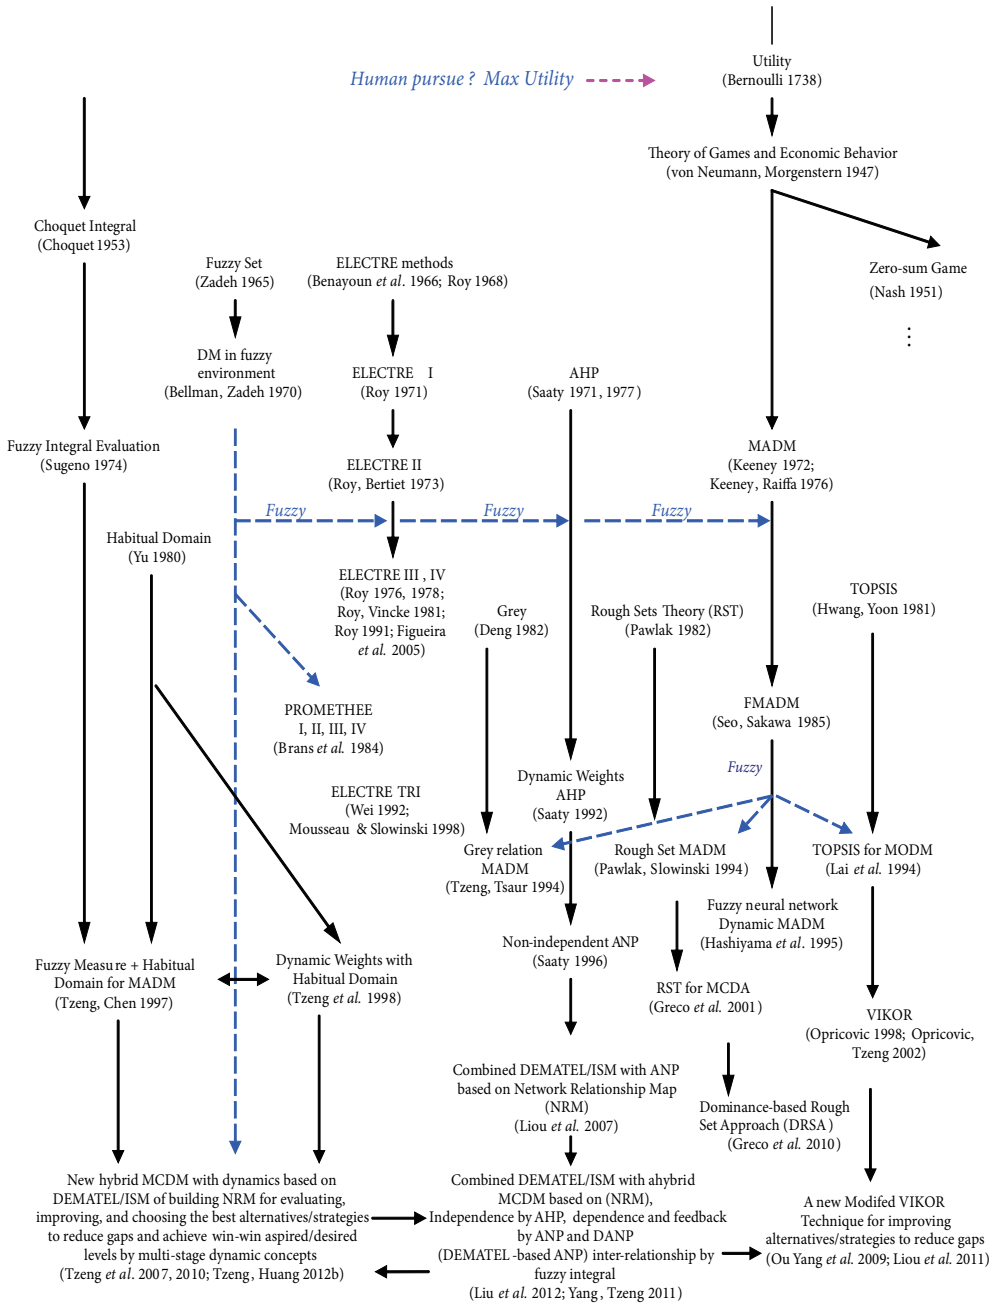 Utility
(Bernoulli 1738)
Human pursue ? Max Utility
Theory of Games and Economic Behavior
(von Neumann, Morgenstern 1947)
Choquet Integral
(Choquet 1953)
Fuzzy Set
(Zadeh 1965)
ELECTRE methods
(Benayoun et al. 1966; Roy 1968)
Zero-sum Game
(Nash 1951)
⋮
DM in fuzzy
environment
(Bellman, Zadeh 1970)
ELECTRE I
(Roy 1971)
AHP
(Saaty 1971, 1977)
Fuzzy Integral Evaluation
(Sugeno 1974)
ELECTRE II
(Roy, Bertiet 1973)
MADM
(Keeney 1972;
Keeney, Raiffa 1976)
Fuzzy
Fuzzy
Fuzzy
Habitual Domain
(Yu 1980)
ELECTRE III , IV
(Roy 1976, 1978;
Roy, Vincke 1981;
Roy 1991; Figueira
et al. 2005)
Grey
(Deng 1982)
Rough Sets Theory (RST)
(Pawlak 1982)
TOPSIS
(Hwang, Yoon 1981)
PROMETHEE
I, II, III, IV
(Brans et al. 1984)
FMADM
(Seo, Sakawa 1985)
Fuzzy
ELECTRE TRI
(Wei 1992;
Mousseau & Slowinski 1998)
Dynamic Weights
AHP
(Saaty 1992)
Grey relation
MADM
(Tzeng, Tsaur 1994)
Rough Set MADM
(Pawlak, Slowinski 1994)
TOPSIS for MODM
(Lai et al. 1994)
Fuzzy neural network
Dynamic MADM
(Hashiyama et al. 1995)
Non-independent ANP
(Saaty 1996)
Fuzzy Measure + Habitual
Domain for MADM
(Tzeng, Chen 1997)
Dynamic Weights with
Habitual Domain
(Tzeng et al. 1998)
RST for MCDA
(Greco et al. 2001)
VIKOR
(Opricovic 1998; Opricovic,
Tzeng 2002)
Combined DEMATEL/ISM with ANP
based on Network Relationship Map
(NRM)
(Liou et al. 2007)
Dominance-based Rough
Set Approach (DRSA )
(Greco et al. 2010)
New hybrid MCDM with dynamics based on
DEMATEL/ISM of building NRM for evaluating,
improving, and choosing the best alternatives/strategies
to reduce gaps and achieve win-win aspired/desired
levels by multi-stage dynamic concepts
(Tzeng et al. 2007, 2010; Tzeng, Huang 2012b)
Combined DEMATEL/ISM with ahybrid
MCDM based on (NRM),
Independence by AHP, dependence and feedback
by ANP and DANP
(DEMATEL -based ANP) inter-relationship by
fuzzy integral
(Liu et al. 2012; Yang, Tzeng 2011)
A new Modifed VIKOR
Technique for improving
alternatives/strategies to reduce gaps
(Ou Yang et al. 2009; Liou et al. 2011)